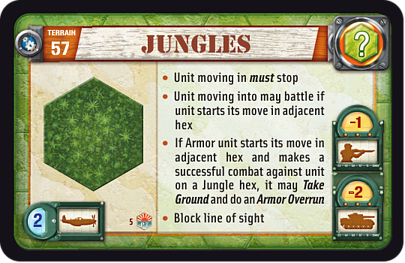 TERRAIN
57
JUNGLES
?
• Unit moving in must stop
• Unit moving into may battle if
unit starts its move in adjacent
hex
• If Armor unit starts its move in
adjacent hex and makes a
successful combat against unit
on a Jungle hex, it may Take
Ground and do an Armor Overrun
• Block line of sight
–1
–2
2
5